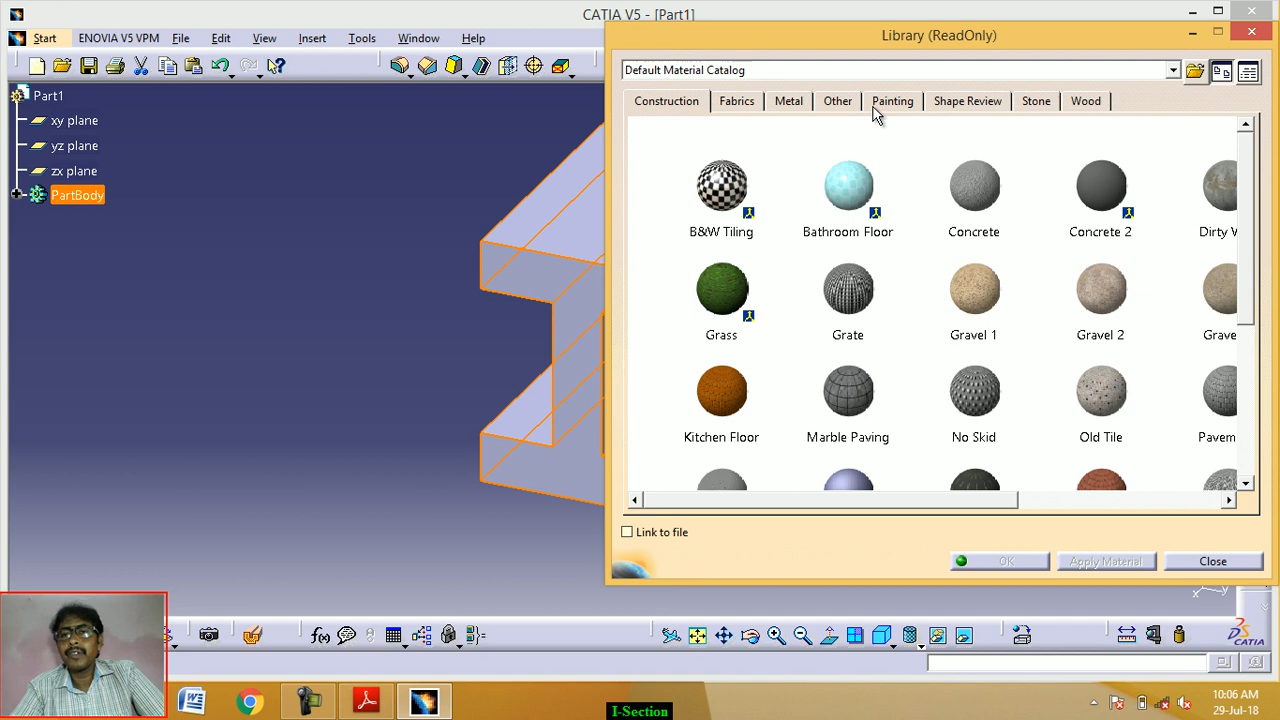 CATIA V5 - [Part1]
Start ENOVIA V5 VPM File Edit View Insert Tools Window Help
Library (ReadOnly)
Default Material Catalog
Construction Fabrics Metal Other Painting Shape Review Stone Wood
Part1
xy plane
yz plane
zx plane
PartBody
B&W Tiling Bathroom Floor Concrete Concrete 2 Dirty
Grass Grate Gravel 1 Gravel 2 Grave
Kitchen Floor Marble Paving No Skid Old Tile Pavem
Link to file
OK Apply Material Close
f(x)
CATIA
I-Section
10:06 AM
29-Jul-18